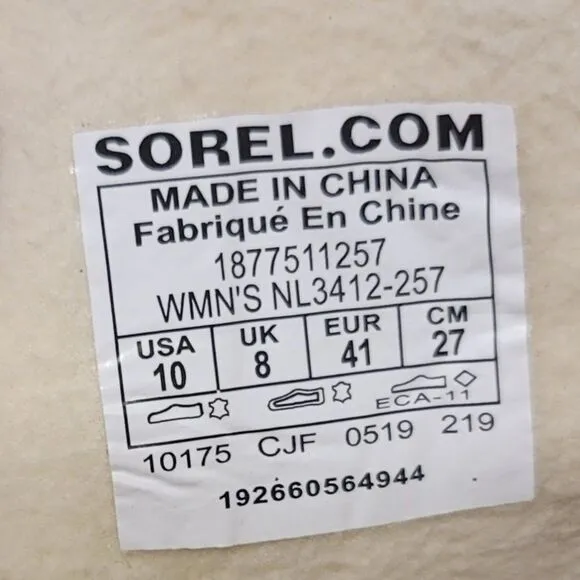 SOREL.COM
MADE IN CHINA
Fabriqué En Chine
1877511257
WMN'S NL3412-257
USA UK EUR CM
10 8 41 27
ECA-11
10175 CJF 0519 219
192660564944